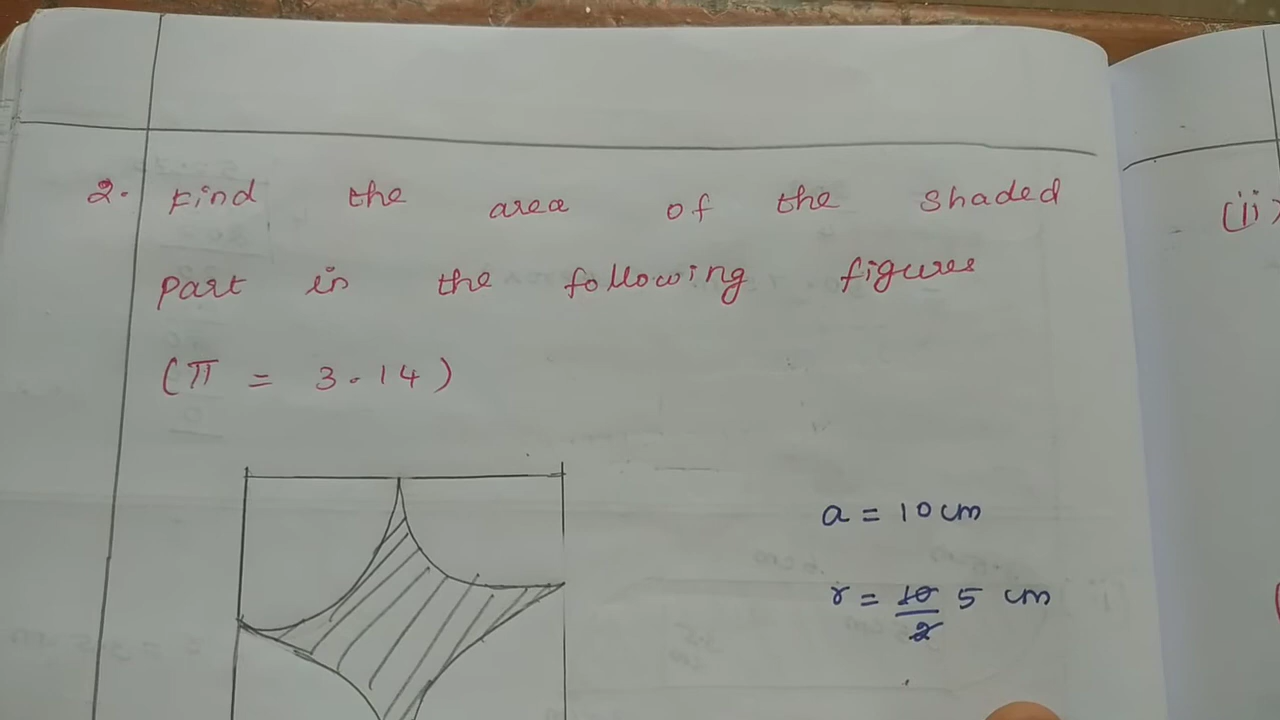 2. Find the area of the shaded
part in the following figures
(π = 3.14)
a = 10 cm
r = 10/2 5 cm
(ii)